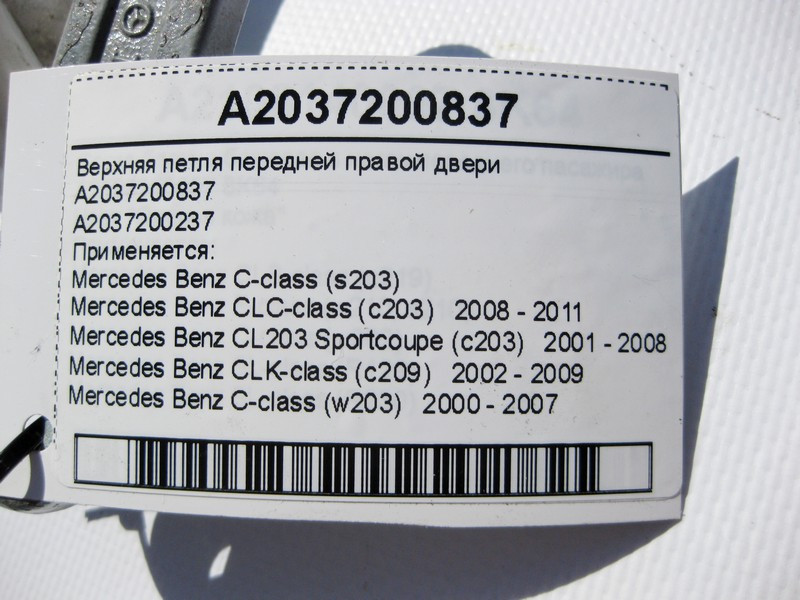 A2037200837
Верхняя петля передней правой двери
A2037200837
A2037200237
Применяется:
Mercedes Benz C-class (s203)
Mercedes Benz CLC-class (c203) 2008 - 2011
Mercedes Benz CL203 Sportcoupe (c203) 2001 - 2008
Mercedes Benz CLK-class (c209) 2002 - 2009
Mercedes Benz C-class (w203) 2000 - 2007